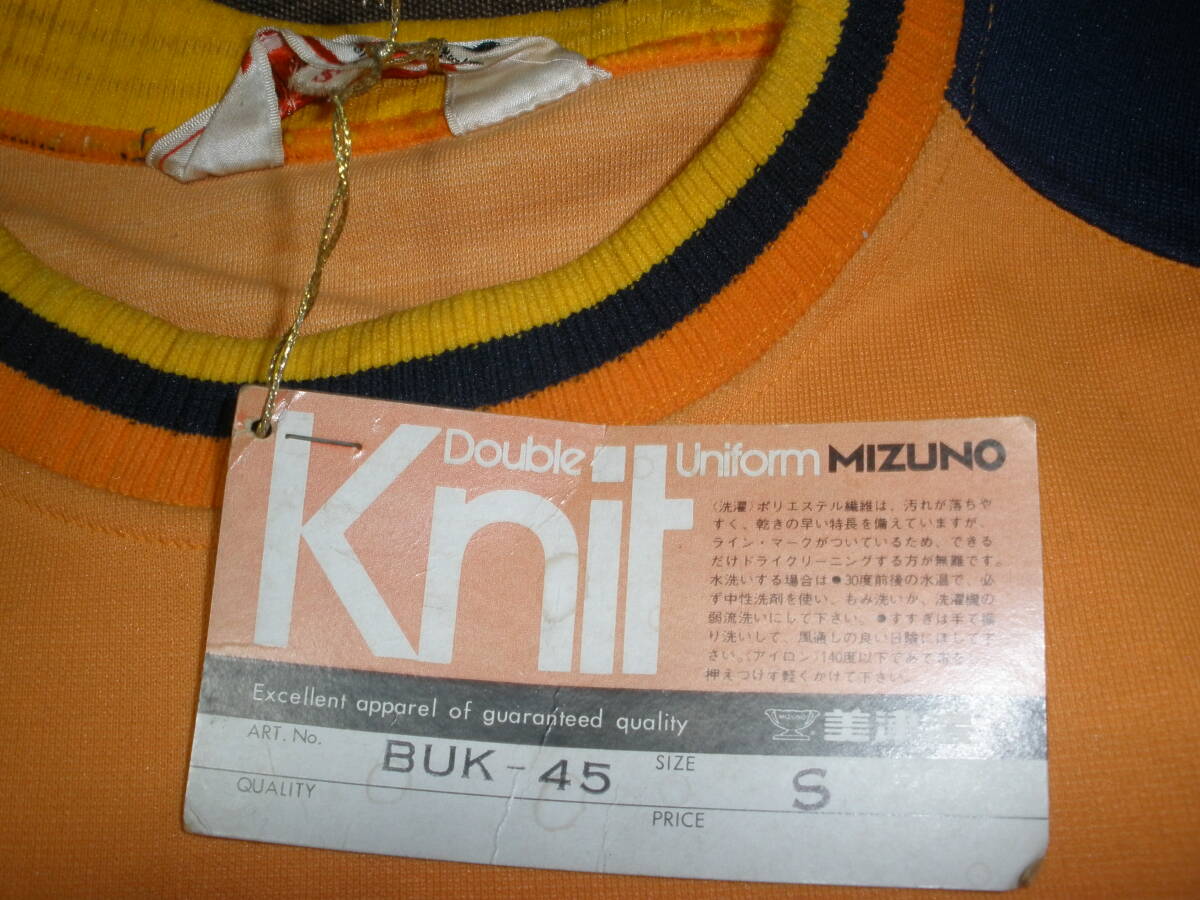 Double Knit Uniform MIZUNO
(洗濯)ポリエステル繊維は、汚れが落ちや
すく、乾きの早い特長を備えていますが、
ライン・マークがついているため、できる
だけドライクリーニングする方が無難です。
水洗いする場合は●30度前後の水温で、必
ず中性洗剤を使い、もみ洗いか、洗濯機の
弱流洗いにして下さい。●すすぎは手で振
り洗いして、風通しの良い日陰にほして下
さい。(アイロン)140度以下であて布を
押えつけず軽くかけて下さい。
Excellent apparel of guaranteed quality
MIZUNO 美津
ART. No. BUK-45 SIZE S
QUALITY PRICE